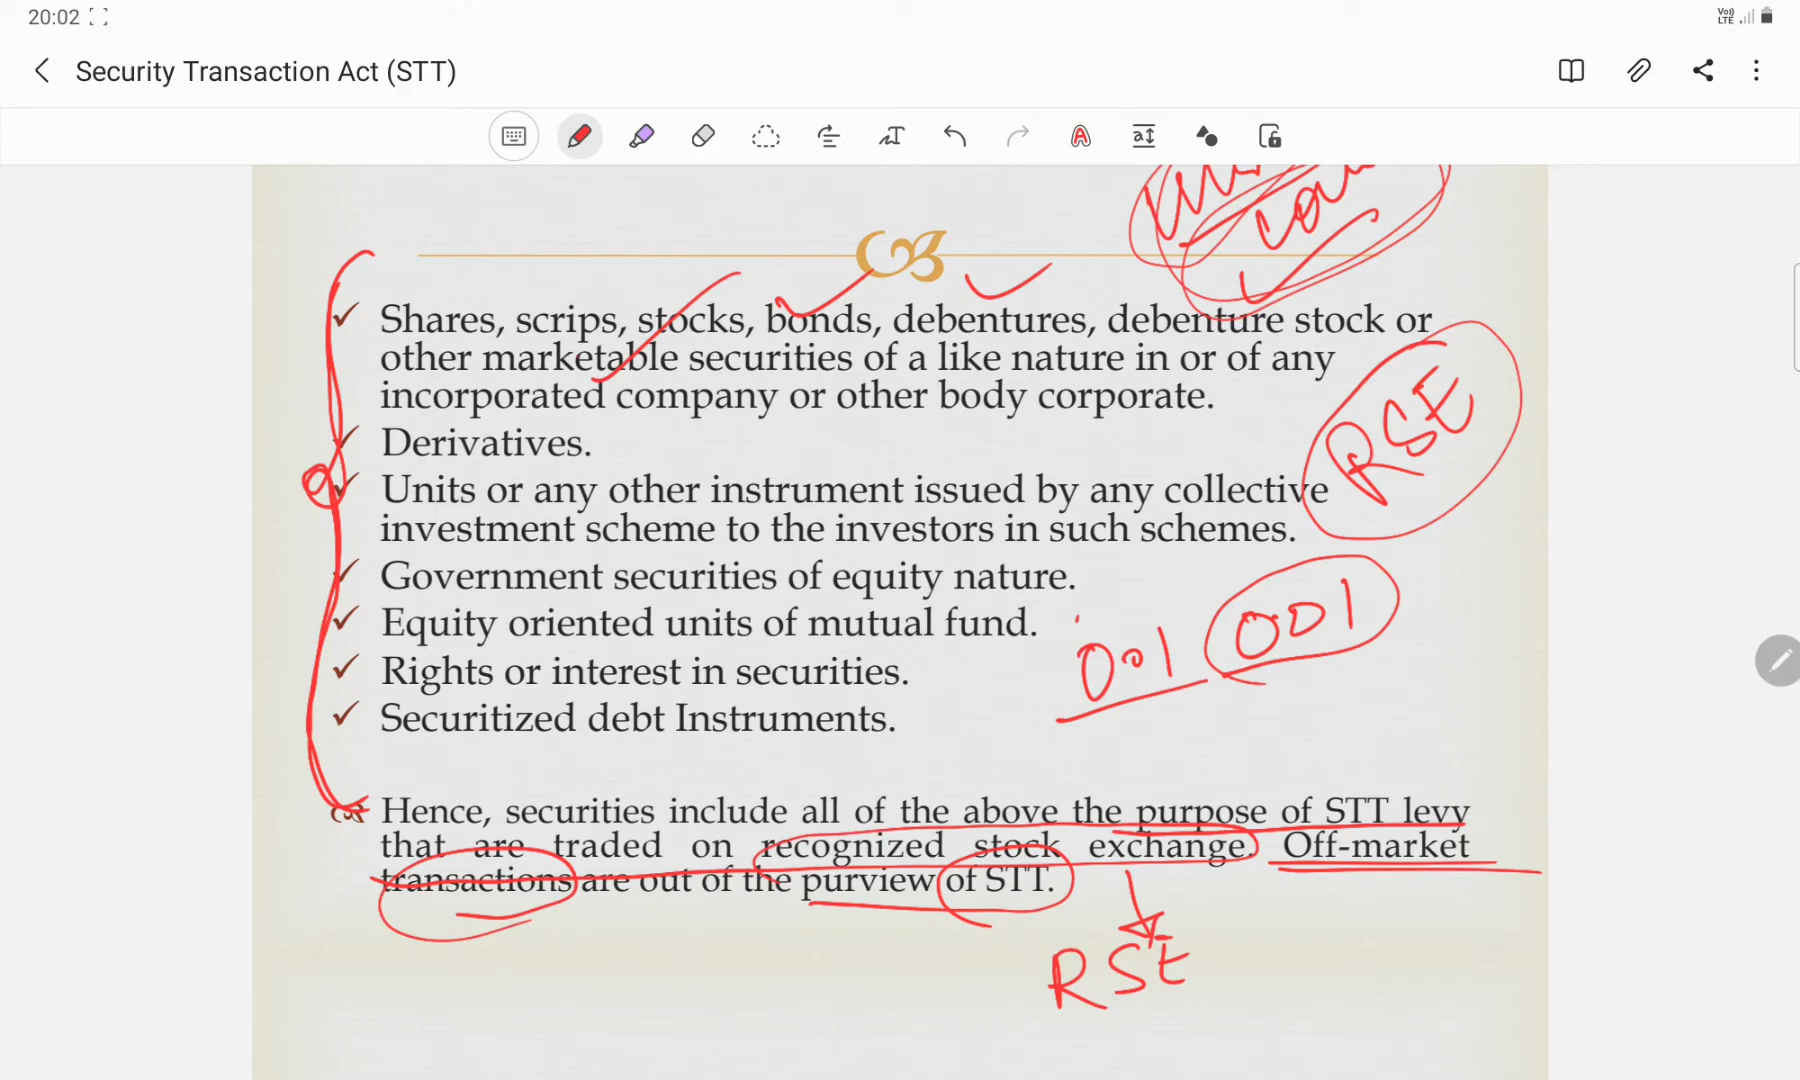 20:02
Vo)) LTE
Security Transaction Act (STT)
Shares, scrips, stocks, bonds, debentures, debenture stock or
other marketable securities of a like nature in or of any
incorporated company or other body corporate.
RSE
Derivatives.
Units or any other instrument issued by any collective
investment scheme to the investors in such schemes.
Government securities of equity nature.
Equity oriented units of mutual fund.
001 001
Rights or interest in securities.
Securitized debt Instruments.
Hence, securities include all of the above the purpose of STT levy
that are traded on recognized stock exchange. Off-market
transactions are out of the purview of STT.
RSE